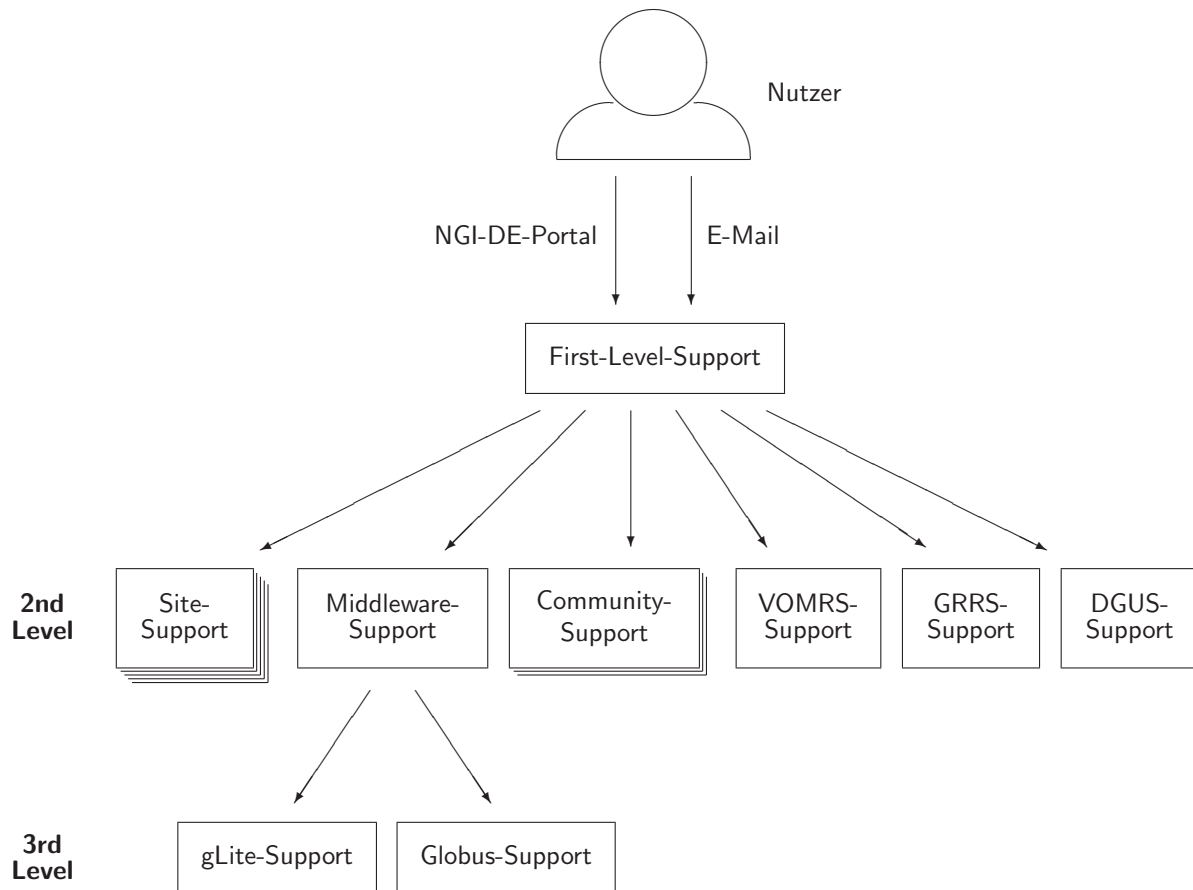 Nutzer
NGI-DE-Portal
E-Mail
First-Level-Support
2nd
Level
Site-
Support
Middleware-
Support
Community-
Support
VOMRS-
Support
GRRS-
Support
DGUS-
Support
3rd
Level
gLite-Support
Globus-Support